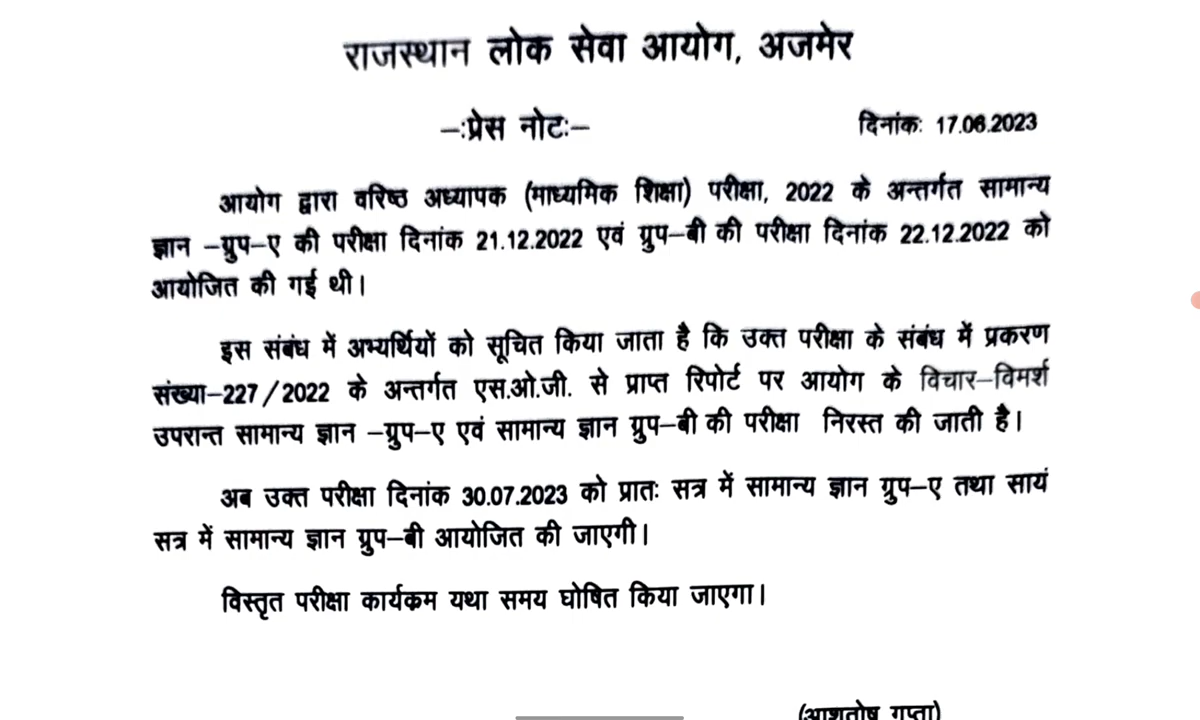 राजस्थान लोक सेवा आयोग, अजमेर
–:प्रेस नोट:– दिनांक: 17.06.2023
आयोग द्वारा वरिष्ठ अध्यापक (माध्यमिक शिक्षा) परीक्षा, 2022 के अन्तर्गत सामान्य
ज्ञान –ग्रुप–ए की परीक्षा दिनांक 21.12.2022 एवं ग्रुप–बी की परीक्षा दिनांक 22.12.2022 को
आयोजित की गई थी।
इस संबंध में अभ्यर्थियों को सूचित किया जाता है कि उक्त परीक्षा के संबंध में प्रकरण
संख्या–227/2022 के अन्तर्गत एस.ओ.जी. से प्राप्त रिपोर्ट पर आयोग के विचार–विमर्श
उपरान्त सामान्य ज्ञान –ग्रुप–ए एवं सामान्य ज्ञान ग्रुप–बी की परीक्षा निरस्त की जाती है।
अब उक्त परीक्षा दिनांक 30.07.2023 को प्रातः सत्र में सामान्य ज्ञान ग्रुप–ए तथा सायं
सत्र में सामान्य ज्ञान ग्रुप–बी आयोजित की जाएगी।
विस्तृत परीक्षा कार्यक्रम यथा समय घोषित किया जाएगा।
(आशुतोष गुप्ता)